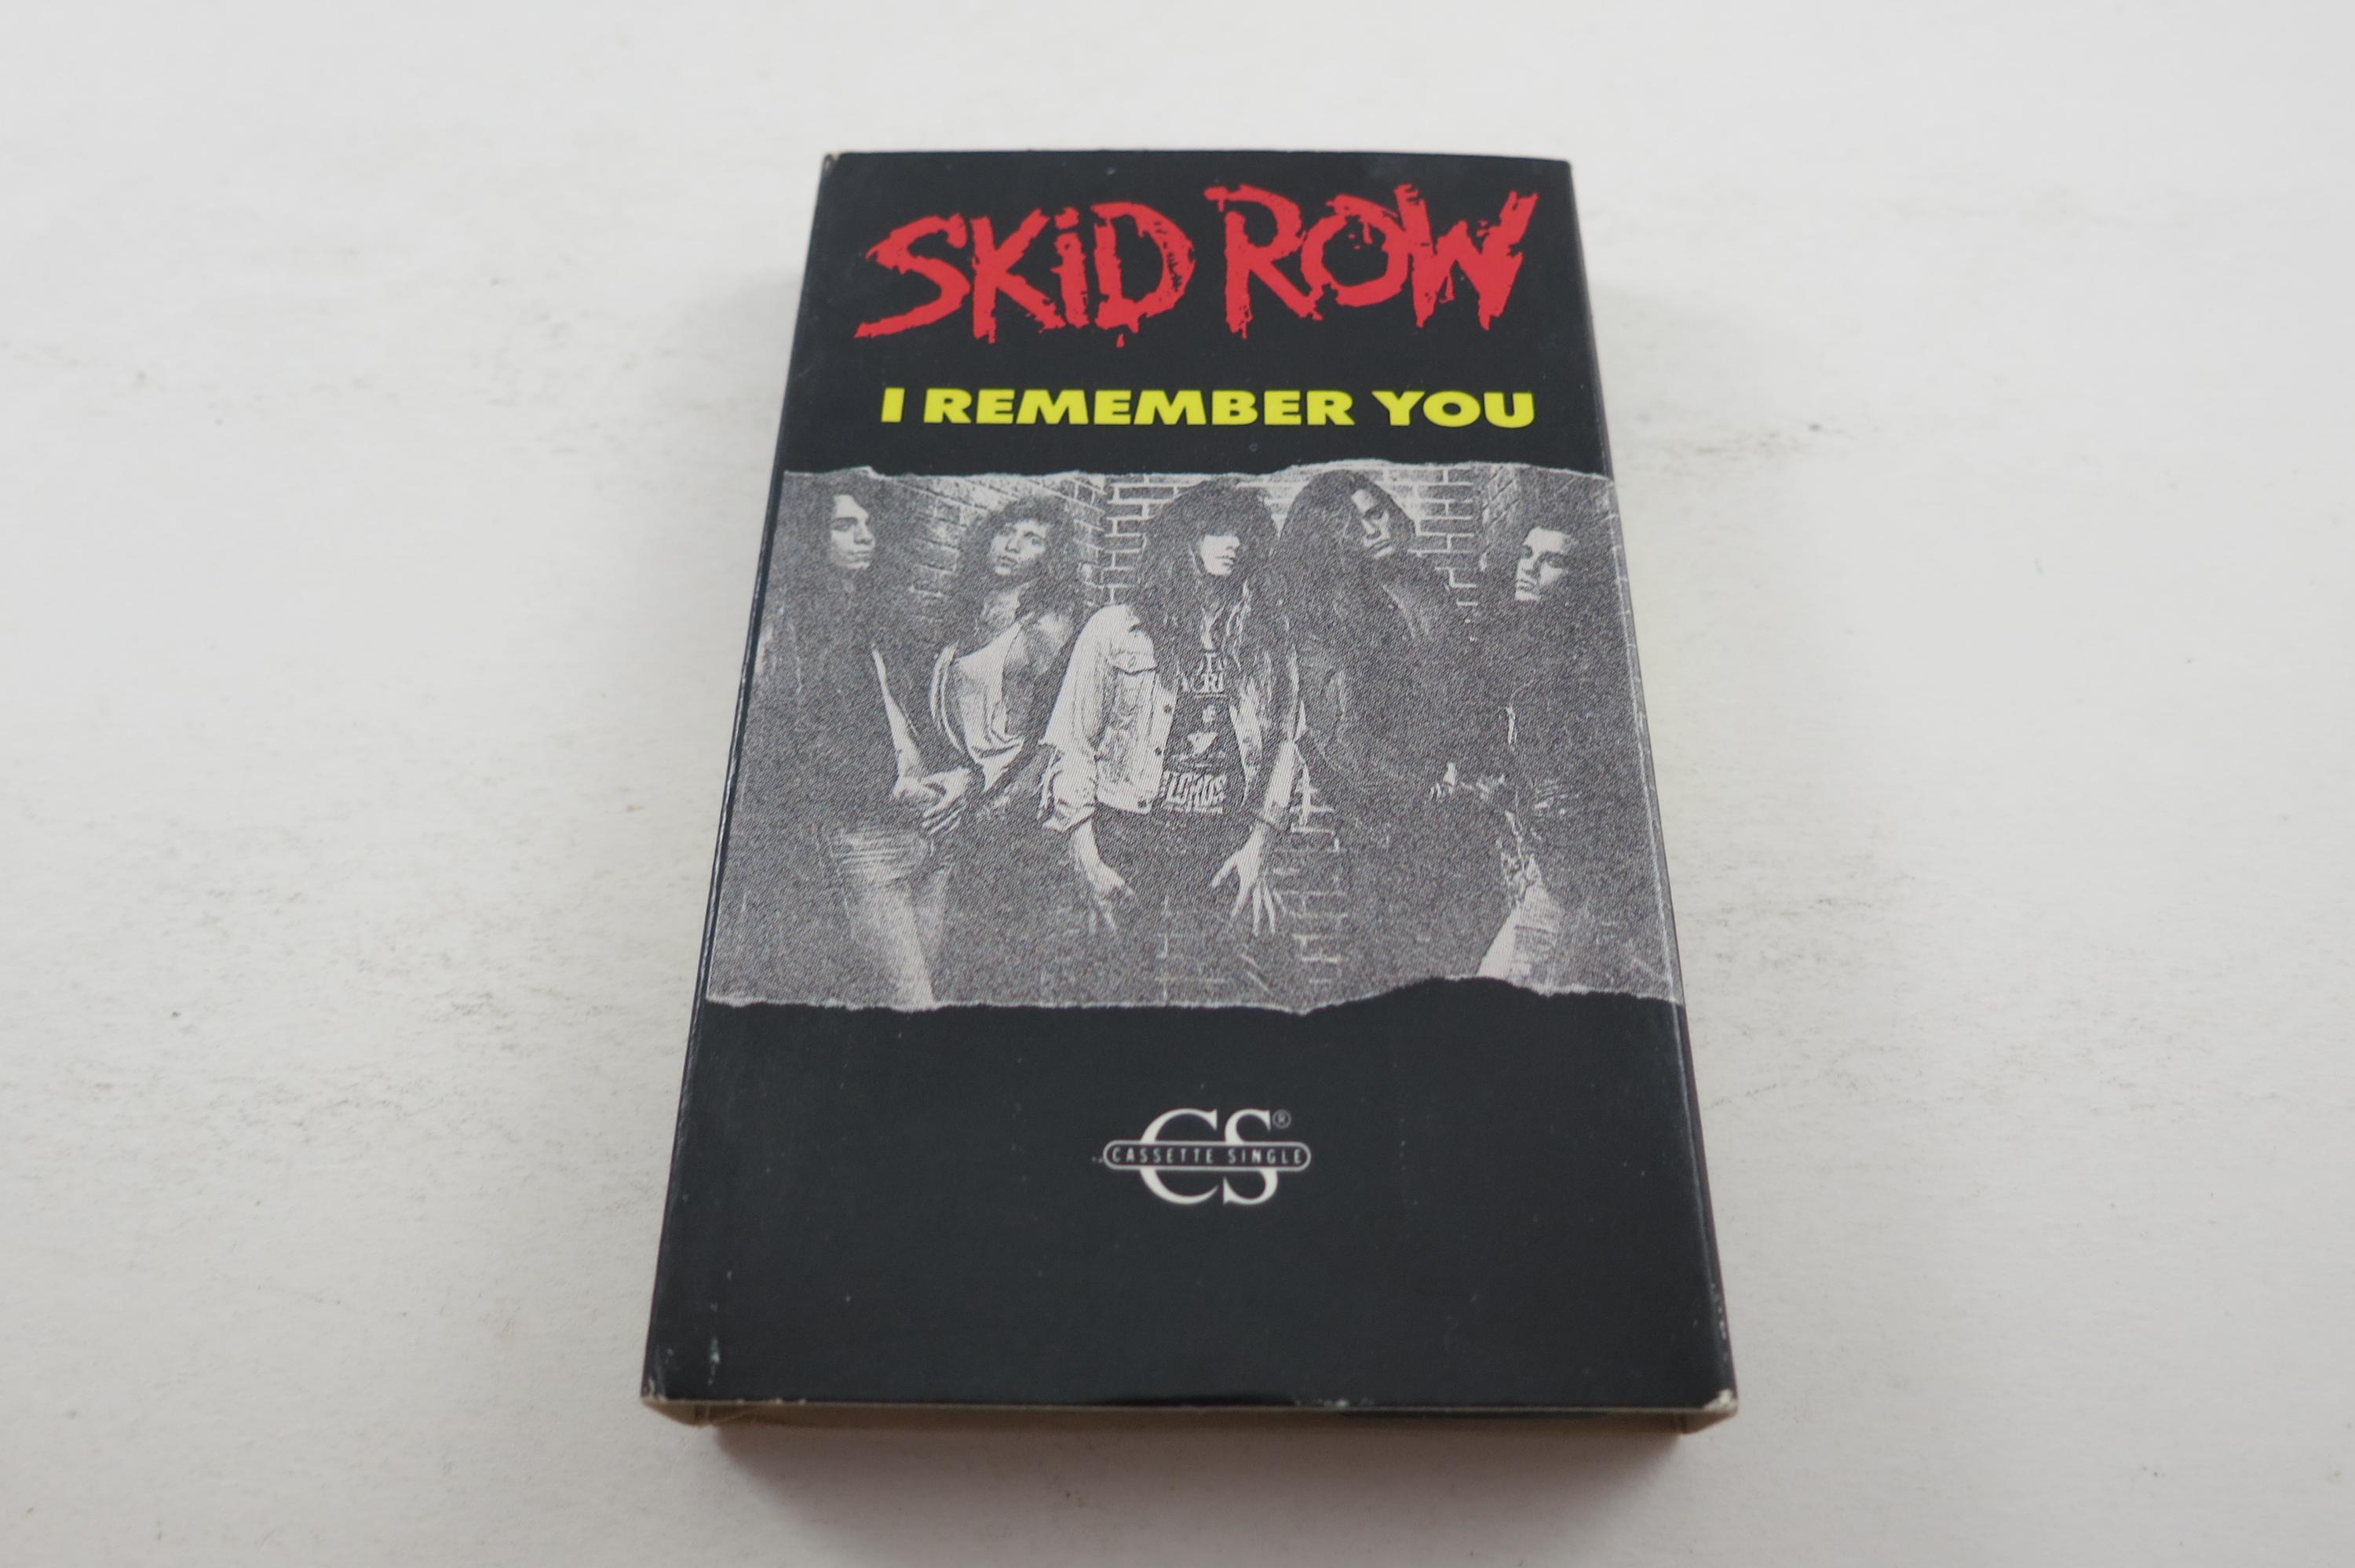 SKiD ROW
I REMEMBER YOU
CS®
CASSETTE SINGLE